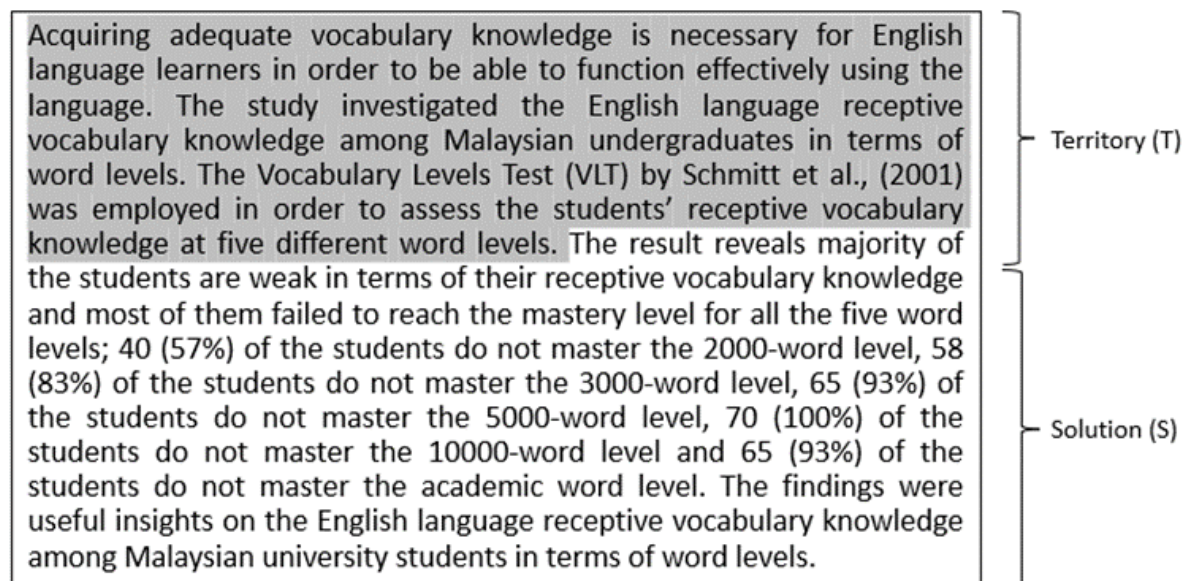 Acquiring adequate vocabulary knowledge is necessary for English
language learners in order to be able to function effectively using the
language. The study investigated the English language receptive
vocabulary knowledge among Malaysian undergraduates in terms of
word levels. The Vocabulary Levels Test (VLT) by Schmitt et al., (2001)
was employed in order to assess the students’ receptive vocabulary
knowledge at five different word levels. The result reveals majority of
the students are weak in terms of their receptive vocabulary knowledge
and most of them failed to reach the mastery level for all the five word
levels; 40 (57%) of the students do not master the 2000-word level, 58
(83%) of the students do not master the 3000-word level, 65 (93%) of
the students do not master the 5000-word level, 70 (100%) of the
students do not master the 10000-word level and 65 (93%) of the
students do not master the academic word level. The findings were
useful insights on the English language receptive vocabulary knowledge
among Malaysian university students in terms of word levels.
Territory (T)
Solution (S)